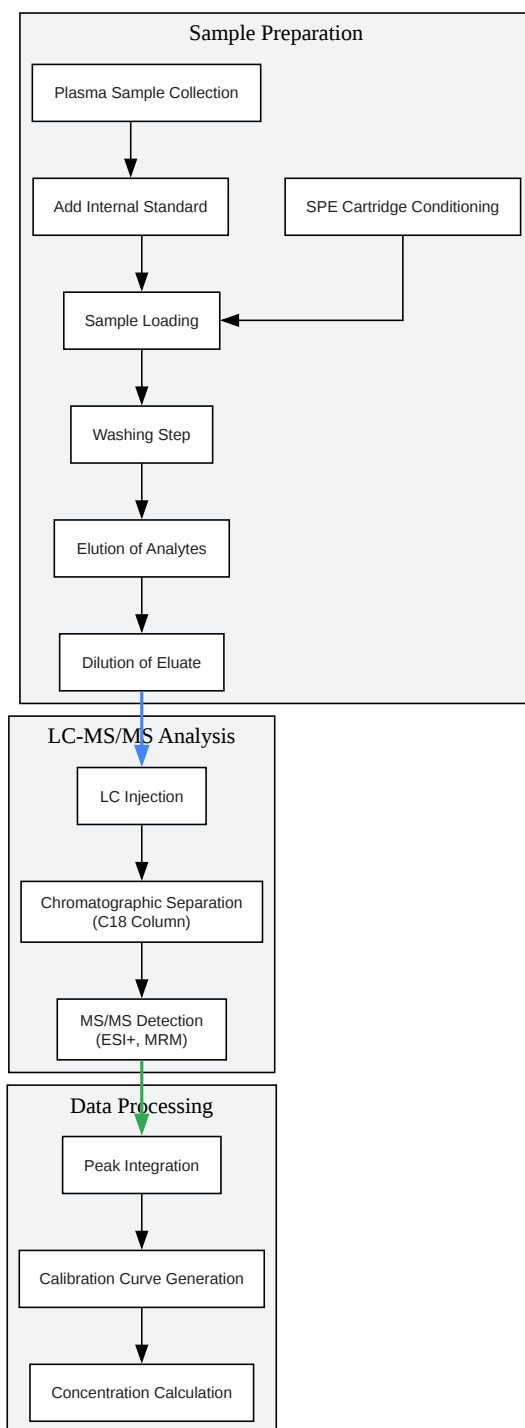 Sample Preparation
Plasma Sample Collection
Add Internal Standard
SPE Cartridge Conditioning
Sample Loading
Washing Step
Elution of Analytes
Dilution of Eluate
LC-MS/MS Analysis
LC Injection
Chromatographic Separation
(C18 Column)
MS/MS Detection
(ESI+, MRM)
Data Processing
Peak Integration
Calibration Curve Generation
Concentration Calculation